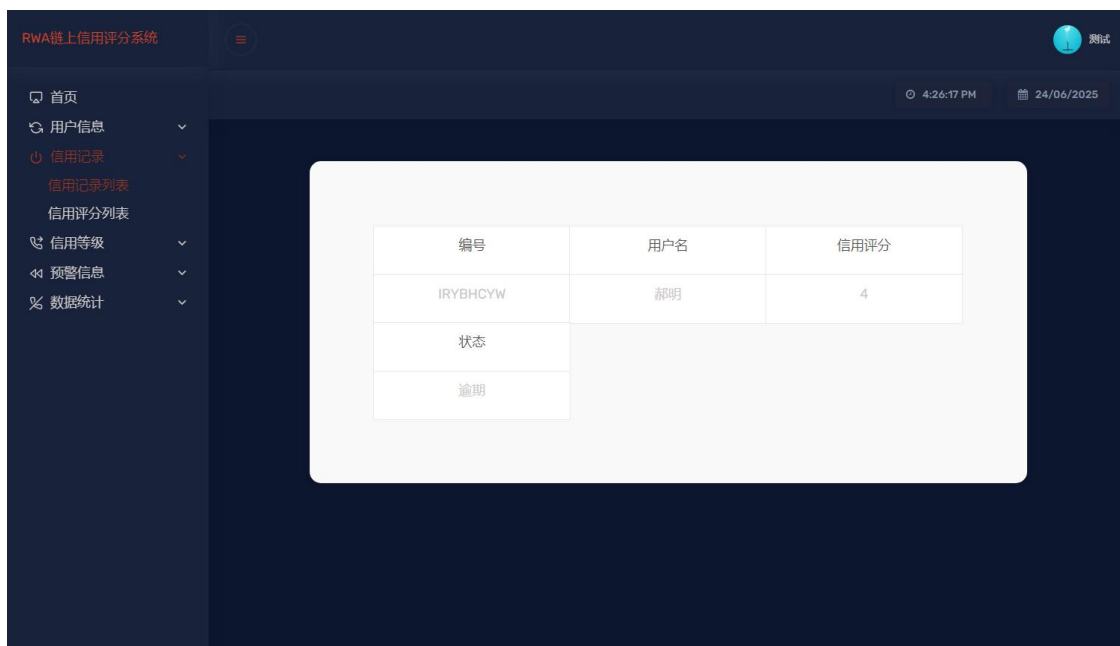 RWA链上信用评分系统
测试
4:26:17 PM 24/06/2025
首页
用户信息
信用记录
信用记录列表
信用评分列表
信用等级
预警信息
数据统计
编号 用户名 信用评分
IRYBHCYW 郝明 4
状态
逾期